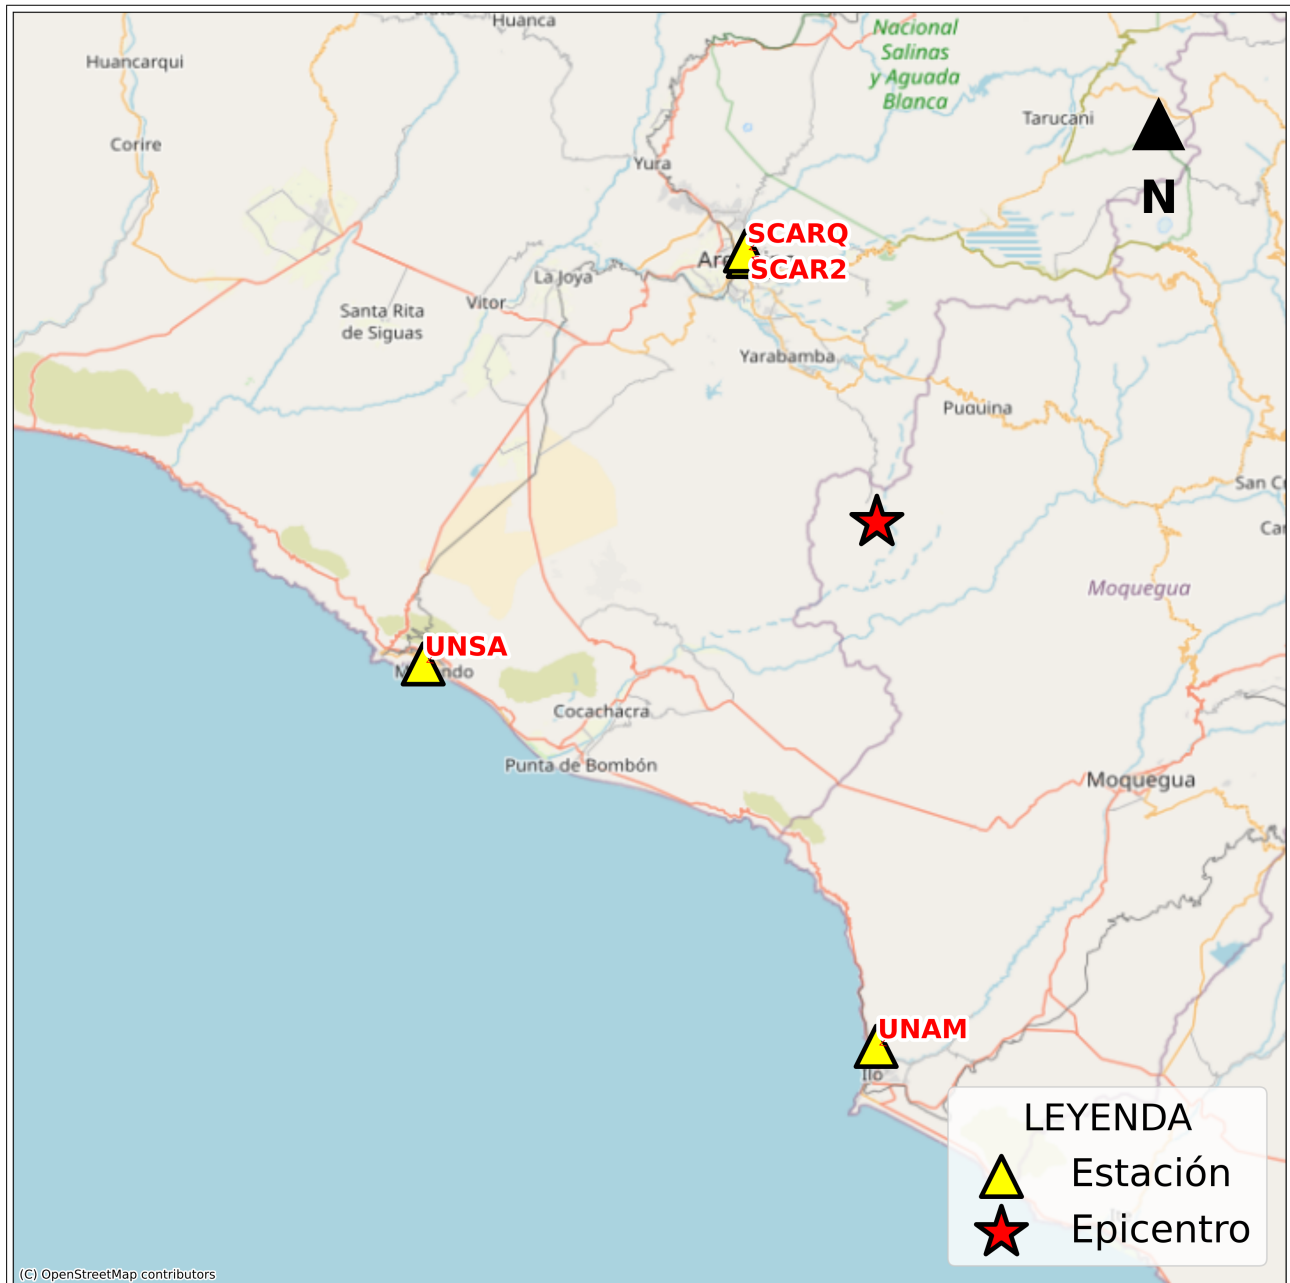 Huanca
Nacional
Salinas
y Aguada
Blanca
Huancarqui
Tarucani
Corire
Yura
N
SCARQ
SCAR2
La Joya
Vitor
Santa Rita
de Siguas
Yarabamba
Puquina
Moquegua
UNSA
Cocachacra
Punta de Bombón
Moquegua
UNAM
Ilo
LEYENDA
Estación
Epicentro
(C) OpenStreetMap contributors